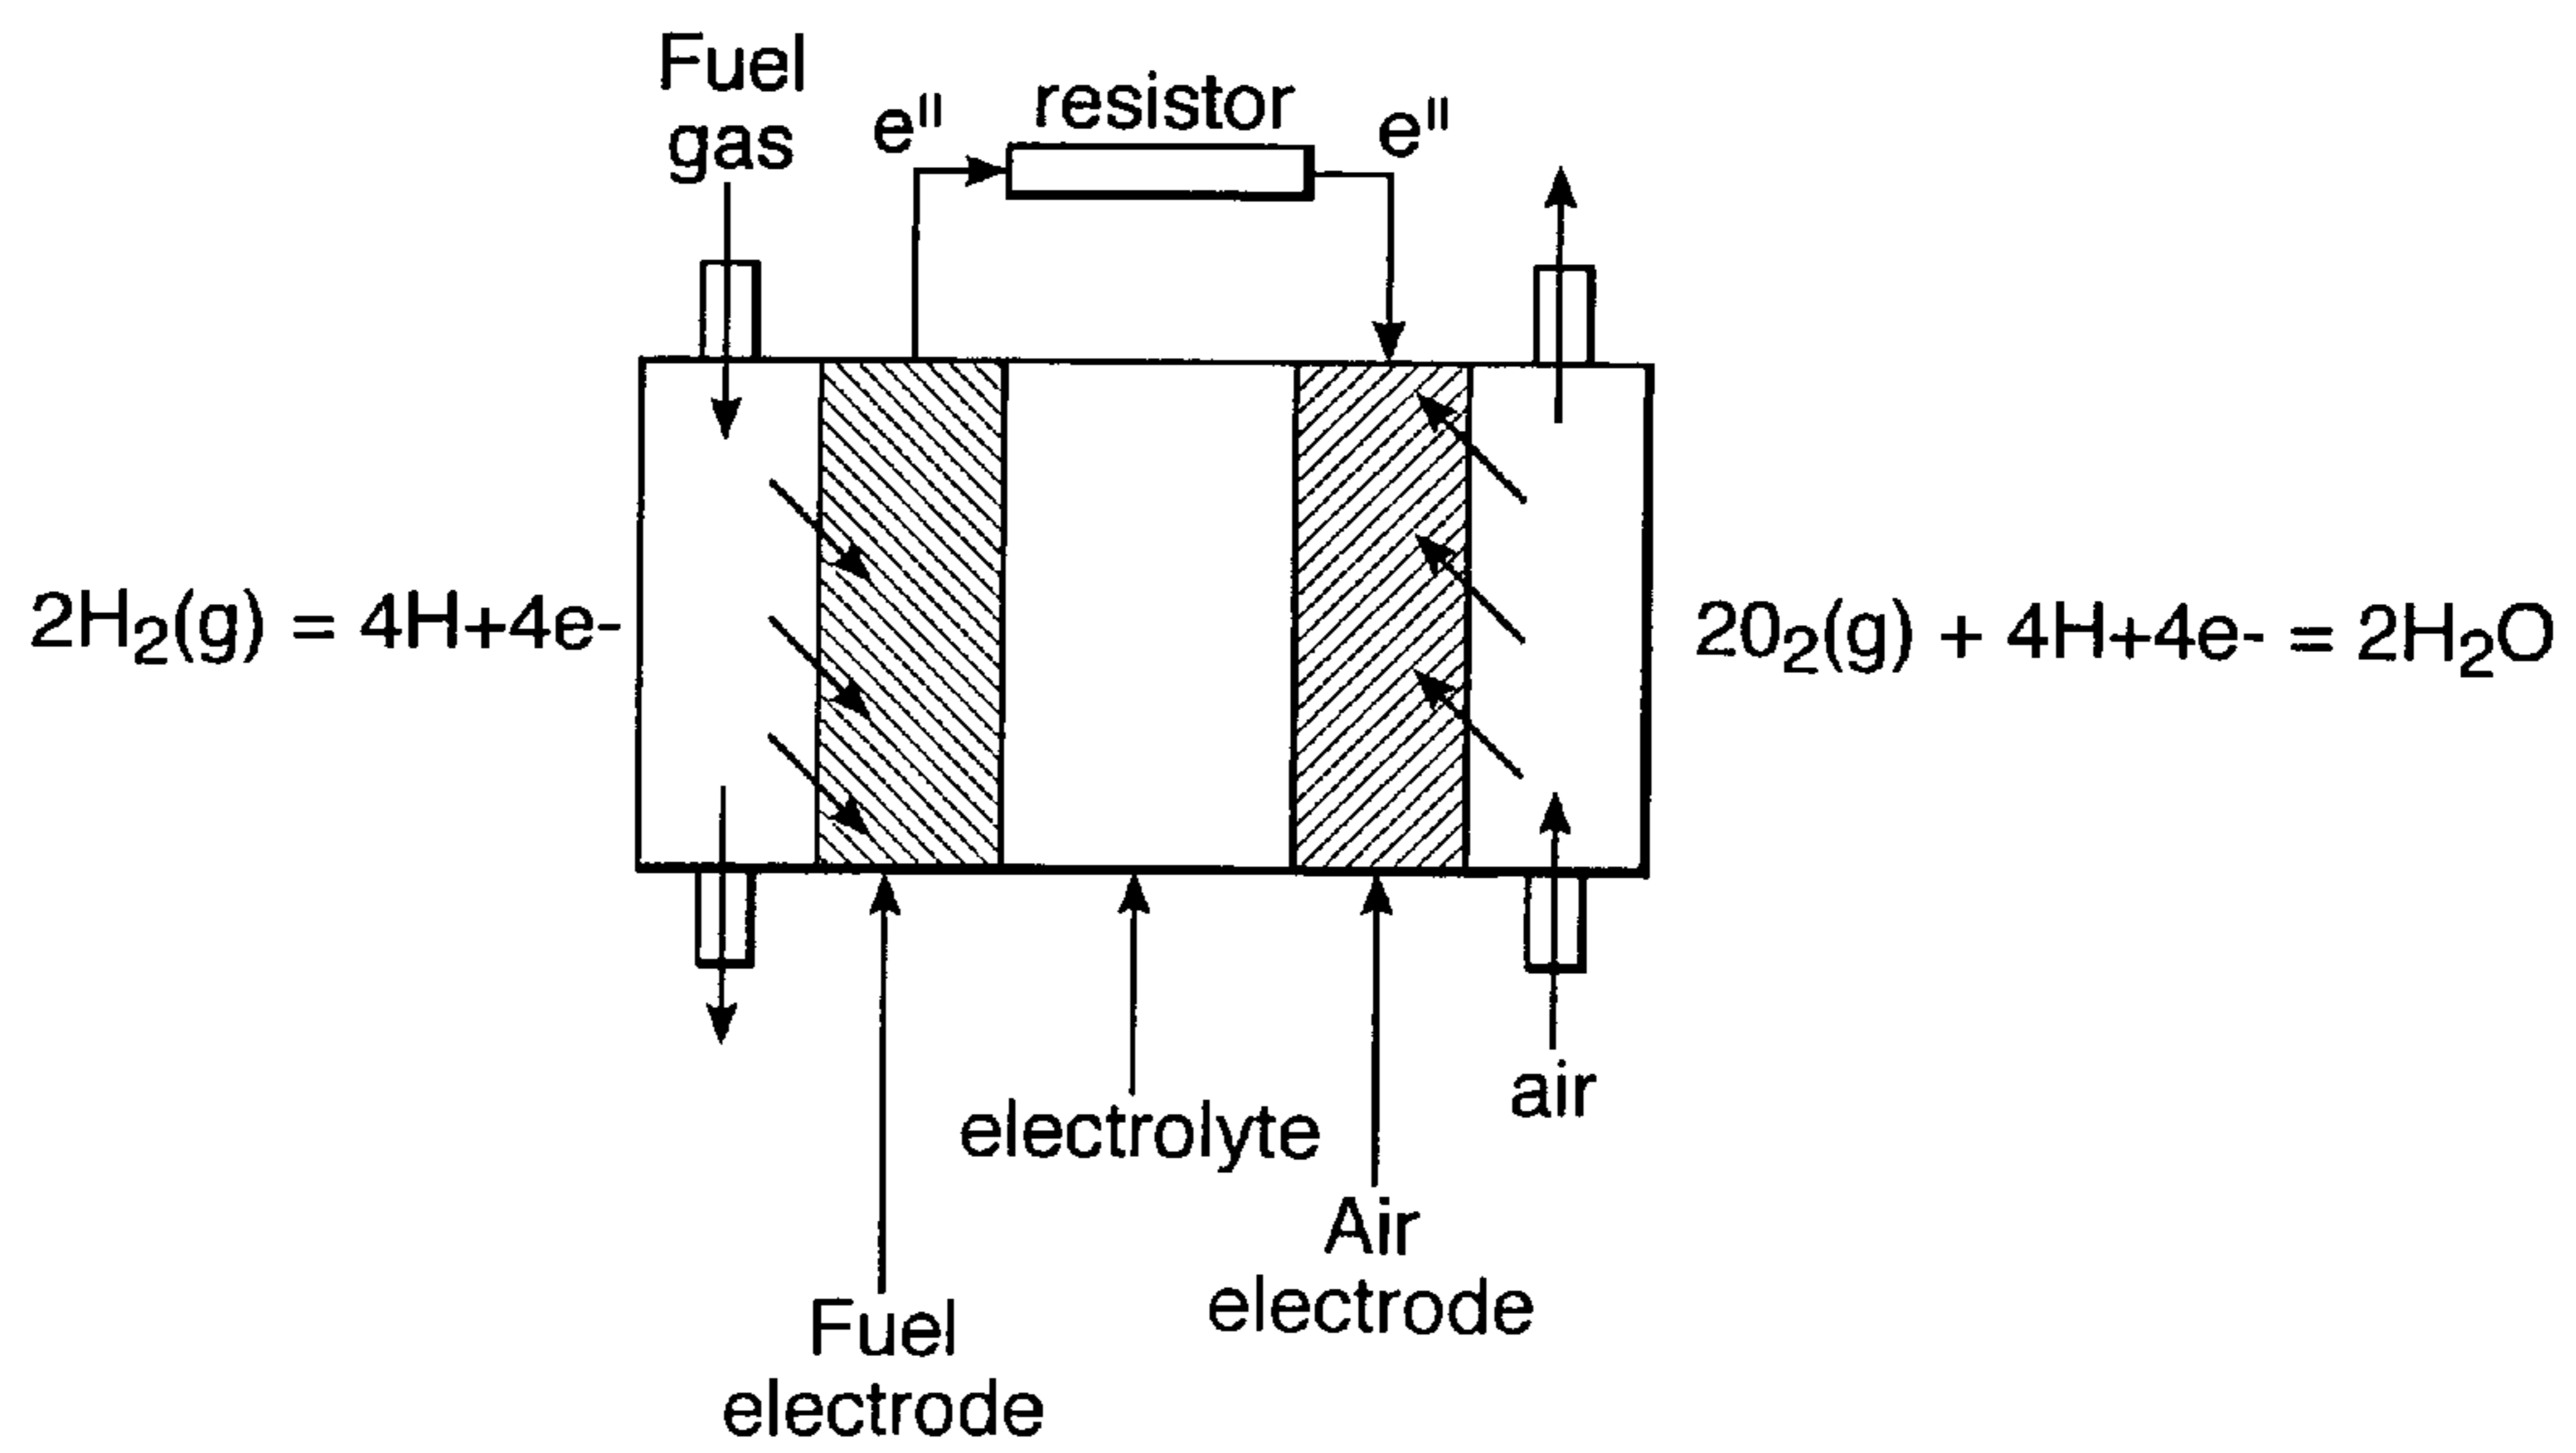 Fuel
gas
e"
resistor
e"
2H₂(g) = 4H+4e-
20₂(g) + 4H+4e- = 2H₂O
air
electrolyte
Air
electrode
Fuel
electrode